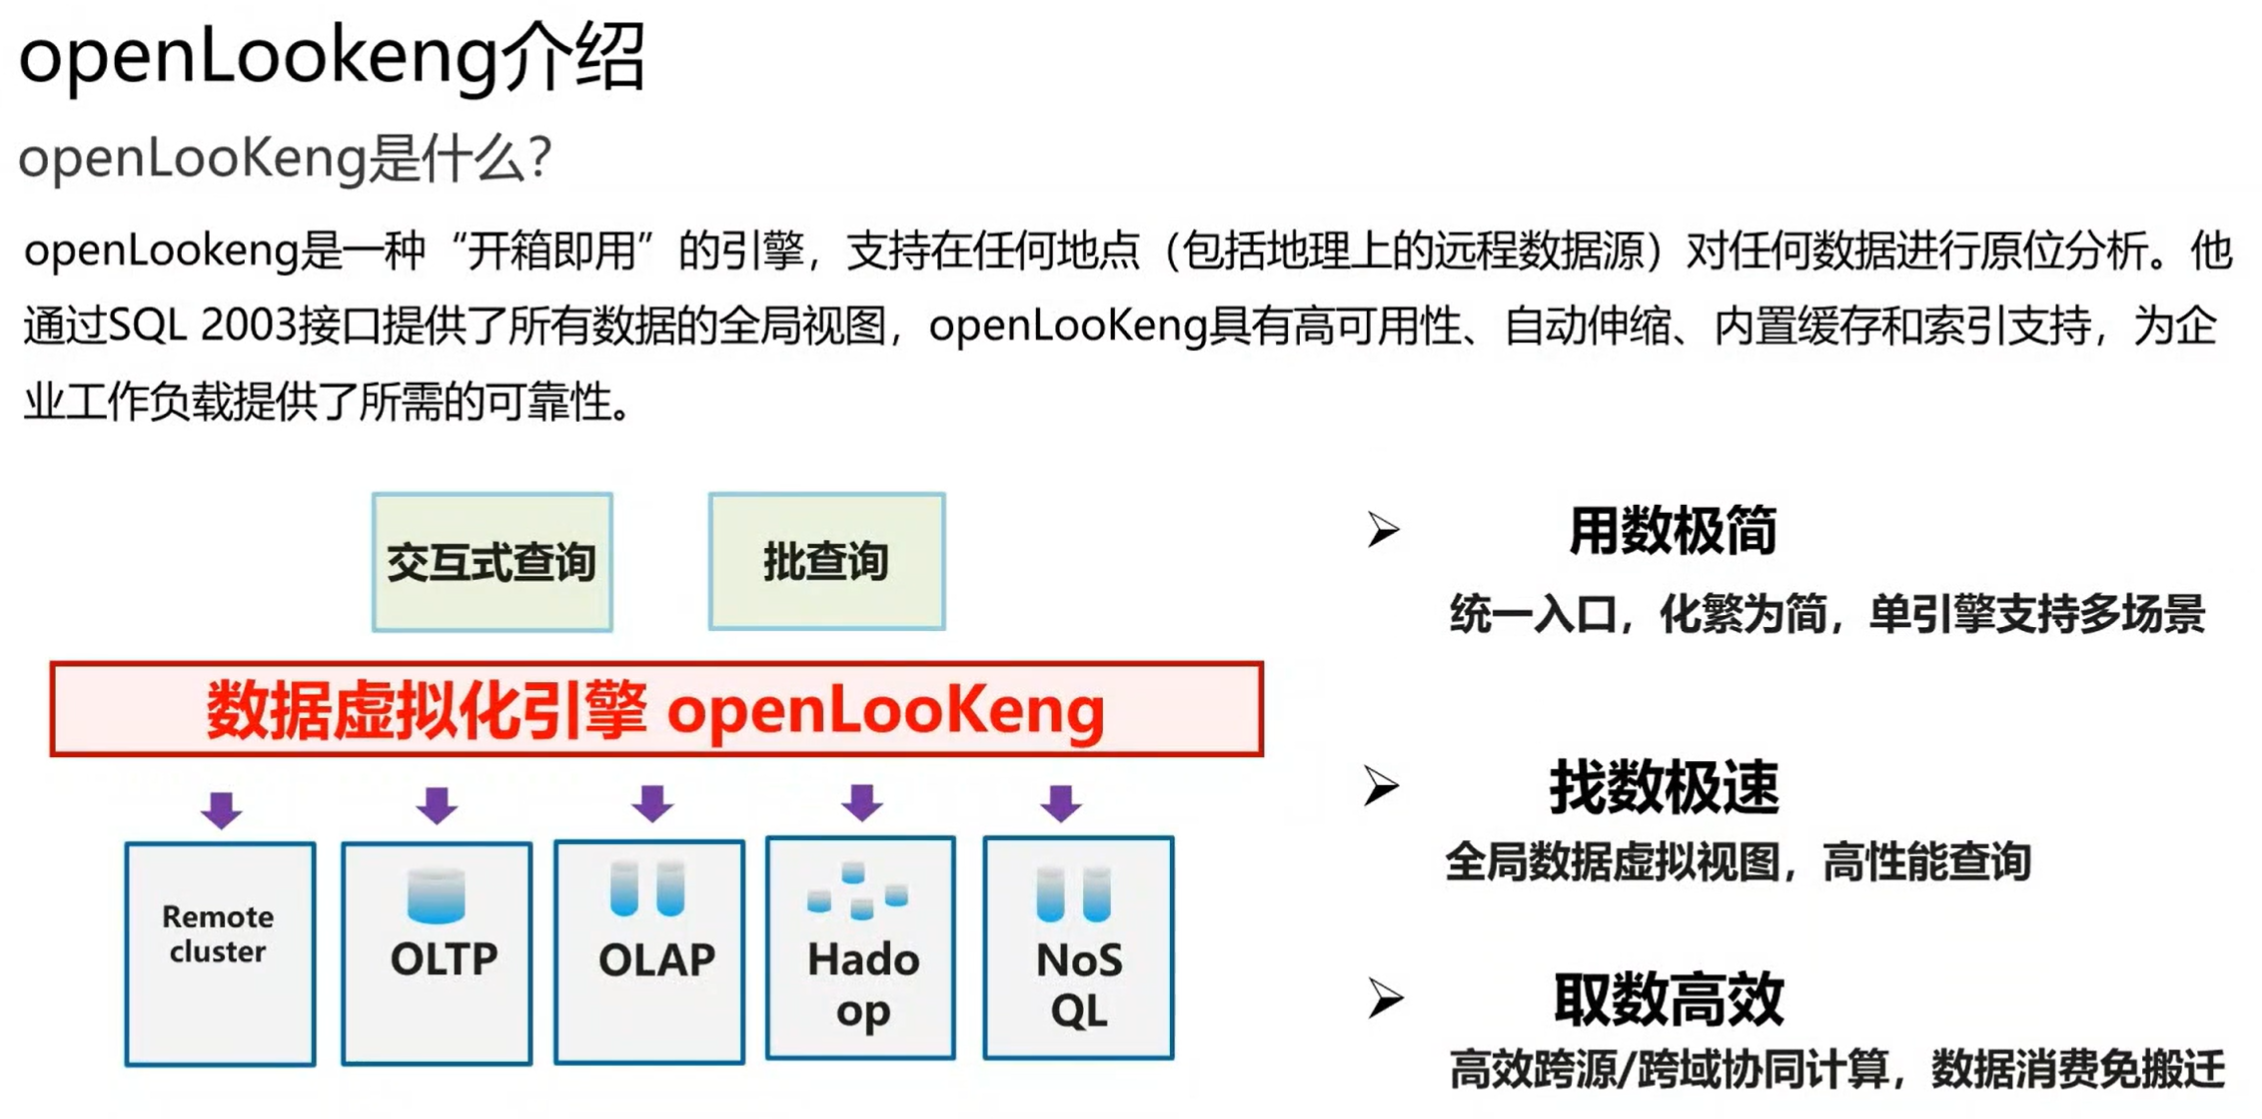 openLookeng介绍
openLooKeng是什么？
openLookeng是一种“开箱即用”的引擎，支持在任何地点（包括地理上的远程数据源）对任何数据进行原位分析。他
通过SQL 2003接口提供了所有数据的全局视图，openLooKeng具有高可用性、自动伸缩、内置缓存和索引支持，为企
业工作负载提供了所需的可靠性。
交互式查询
批查询
数据虚拟化引擎 openLooKeng
Remote
cluster
OLTP
OLAP
Hado
op
NoS
QL
用数极简
统一入口，化繁为简，单引擎支持多场景
找数极速
全局数据虚拟视图，高性能查询
取数高效
高效跨源/跨域协同计算，数据消费免搬迁